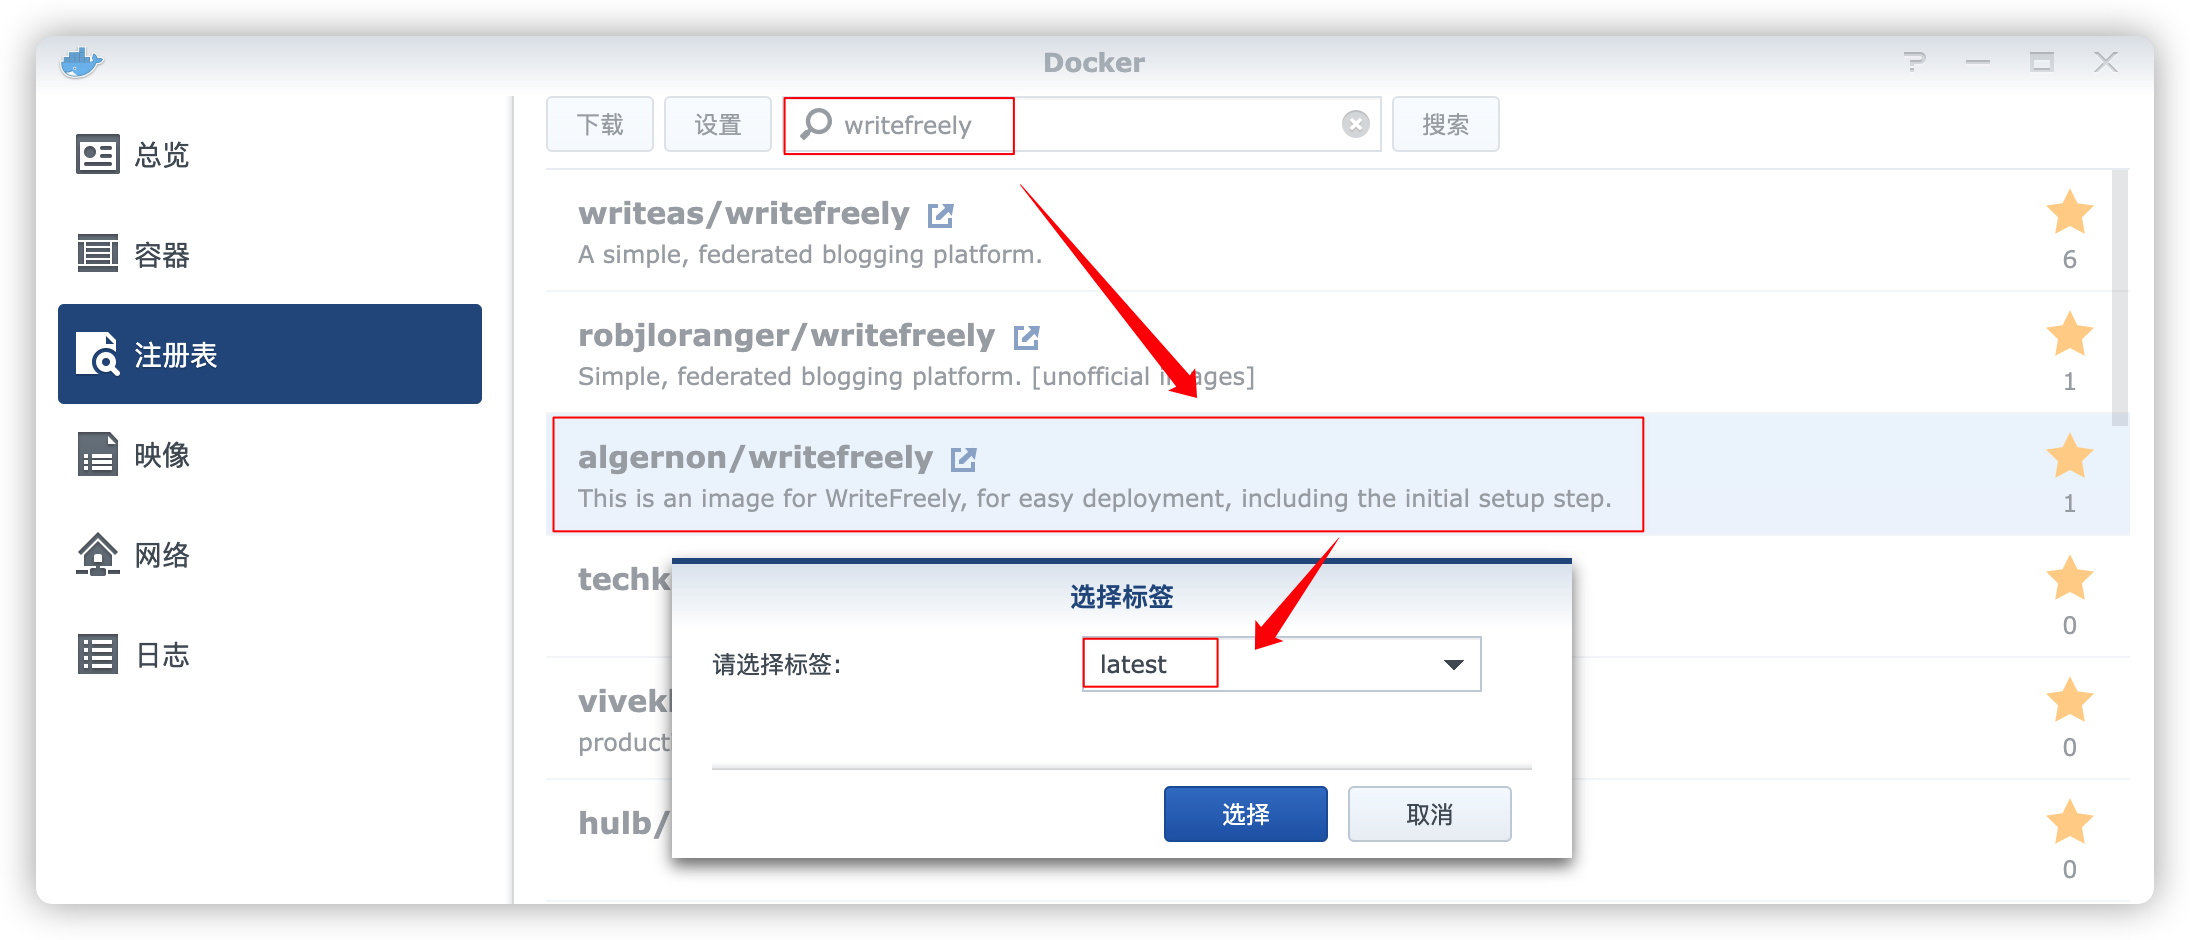 Docker
总览
容器
注册表
映像
网络
日志
下载
设置
writefreely
搜索
writeas/writefreely
A simple, federated blogging platform.
6
robjloranger/writefreely
Simple, federated blogging platform. [unofficial images]
1
algernon/writefreely
This is an image for WriteFreely, for easy deployment, including the initial setup step.
1
techk
0
vivek
product
0
hulb/
0
选择标签
请选择标签:
latest
选择
取消